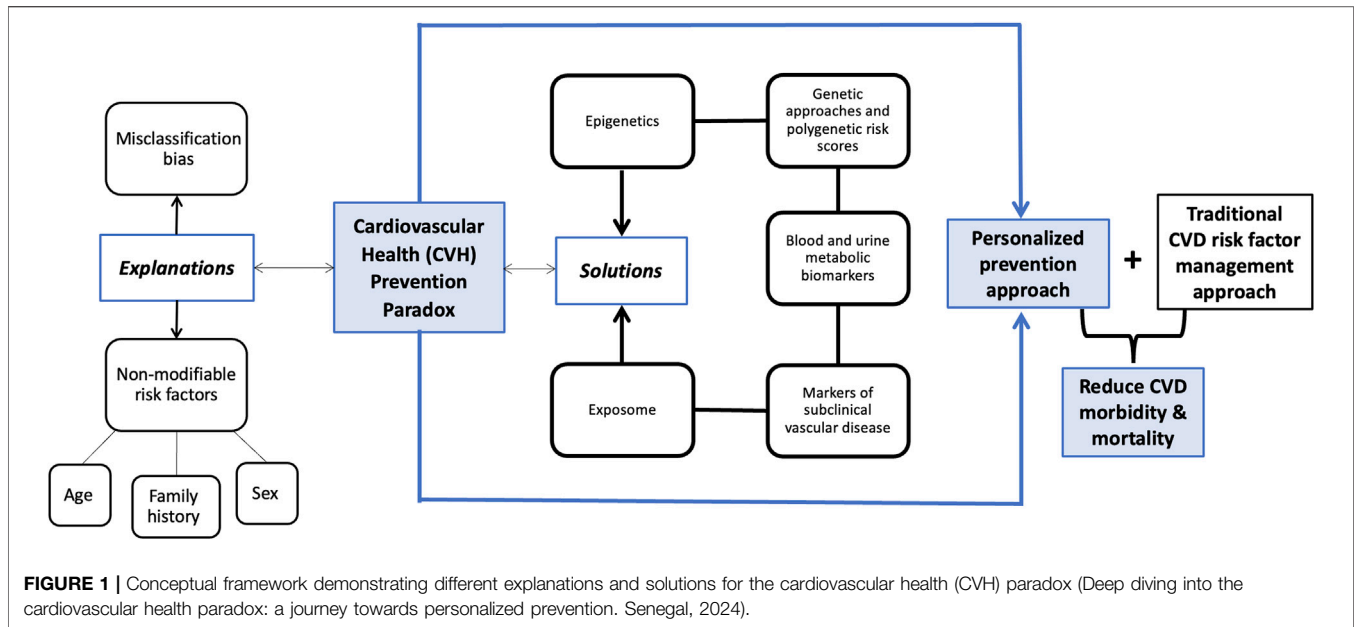 Misclassification
bias
Explanations
Non-modifiable
risk factors
Age
Family
history
Sex
Cardiovascular
Health (CVH)
Prevention
Paradox
Epigenetics
Genetic
approaches and
polygenetic risk
scores
Solutions
Blood and urine
metabolic
biomarkers
Exposome
Markers of
subclinical
vascular disease
Personalized
prevention
approach
+
Traditional
CVD risk factor
management
approach
Reduce CVD
morbidity &
mortality
FIGURE 1 | Conceptual framework demonstrating different explanations and solutions for the cardiovascular health (CVH) paradox (Deep diving into the
cardiovascular health paradox: a journey towards personalized prevention. Senegal, 2024).